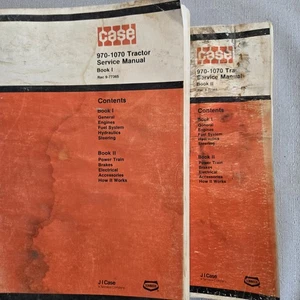 CASE
970-1070 Tractor
Service Manual
Book I
Contents
Book I
General
Engines
Fuel System
Hydraulics
Steering
Book II
Power Train
Brakes
Electrical
Accessories
How It Works
J I Case
CASE
970-1070 Tra
Service Manual
Book II
Contents
Book I
General
Engines
Fuel System
Hydraulics
Steering
Book II
Power Train
Brakes
Electrical
Accessories
How It Works
J I Case